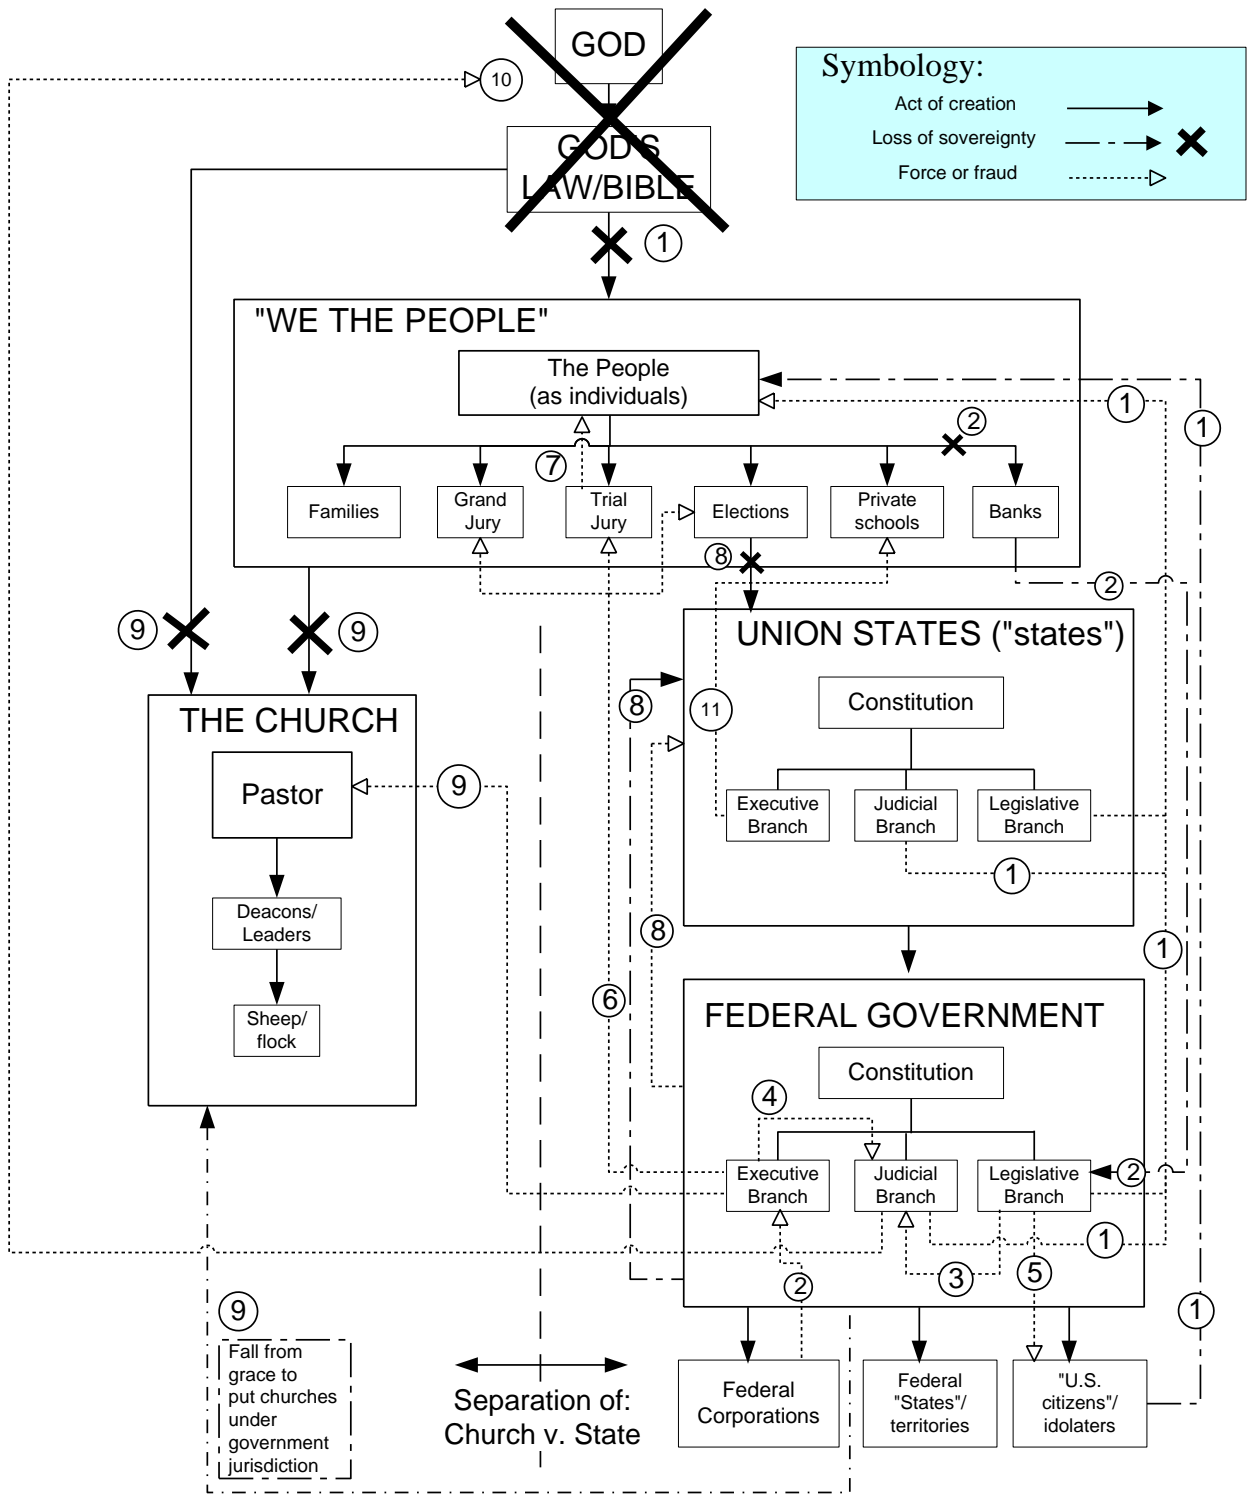 GOD
10
Symbology:
Act of creation
Loss of sovereignty
Force or fraud
GOD'S
LAW/BIBLE
1
"WE THE PEOPLE"
The People
(as individuals)
1
1
2
7
Families
Grand
Jury
Trial
Jury
Elections
Private
schools
Banks
8
2
9
9
UNION STATES ("states")
THE CHURCH
8
11
Constitution
Pastor
9
Executive
Branch
Judicial
Branch
Legislative
Branch
1
Deacons/
Leaders
8
1
6
Sheep/
flock
FEDERAL GOVERNMENT
Constitution
4
Executive
Branch
Judicial
Branch
Legislative
Branch
2
1
3
5
2
9
1
Fall from
grace to
put churches
under
government
jurisdiction
Separation of:
Church v. State
Federal
Corporations
Federal
"States"/
territories
"U.S.
citizens"/
idolaters